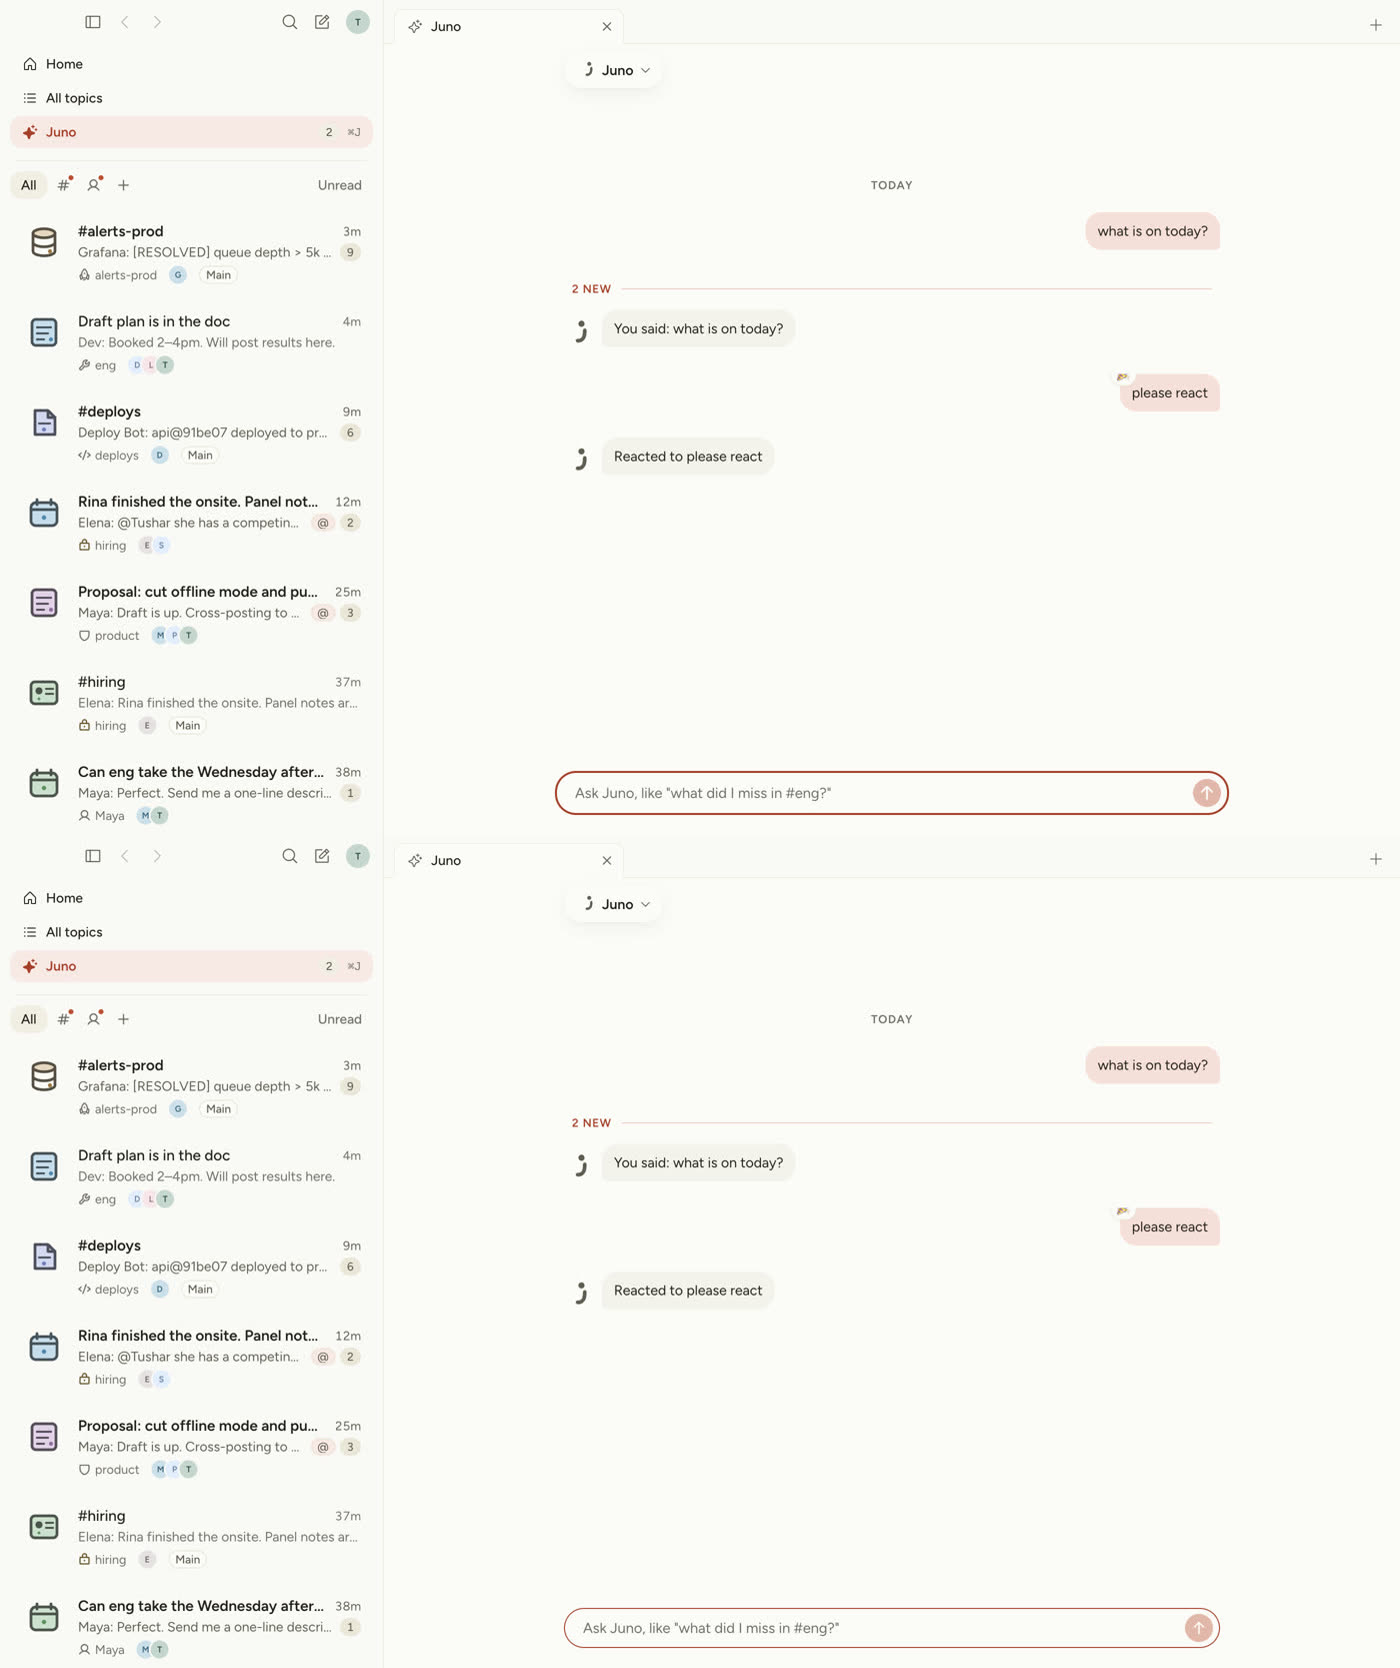 T
Home
All topics
Juno 2 ⌘J
All # Unread
#alerts-prod 3m
Grafana: [RESOLVED] queue depth > 5k ... 9
alerts-prod G Main
Draft plan is in the doc 4m
Dev: Booked 2–4pm. Will post results here.
eng D L T
#deploys 9m
Deploy Bot: api@91be07 deployed to pr... 6
deploys D Main
Rina finished the onsite. Panel not... 12m
Elena: @Tushar she has a competin... @ 2
hiring E S
Proposal: cut offline mode and pu... 25m
Maya: Draft is up. Cross-posting to ... @ 3
product M P T
#hiring 37m
Elena: Rina finished the onsite. Panel notes ar...
hiring E Main
Can eng take the Wednesday after... 38m
Maya: Perfect. Send me a one-line descri... 1
Maya M T
Juno
Juno
TODAY
what is on today?
2 NEW
You said: what is on today?
please react
Reacted to please react
Ask Juno, like "what did I miss in #eng?"
T
Home
All topics
Juno 2 ⌘J
All # Unread
#alerts-prod 3m
Grafana: [RESOLVED] queue depth > 5k ... 9
alerts-prod G Main
Draft plan is in the doc 4m
Dev: Booked 2–4pm. Will post results here.
eng D L T
#deploys 9m
Deploy Bot: api@91be07 deployed to pr... 6
deploys D Main
Rina finished the onsite. Panel not... 12m
Elena: @Tushar she has a competin... @ 2
hiring E S
Proposal: cut offline mode and pu... 25m
Maya: Draft is up. Cross-posting to ... @ 3
product M P T
#hiring 37m
Elena: Rina finished the onsite. Panel notes ar...
hiring E Main
Can eng take the Wednesday after... 38m
Maya: Perfect. Send me a one-line descri... 1
Maya M T
Juno
Juno
TODAY
what is on today?
2 NEW
You said: what is on today?
please react
Reacted to please react
Ask Juno, like "what did I miss in #eng?"